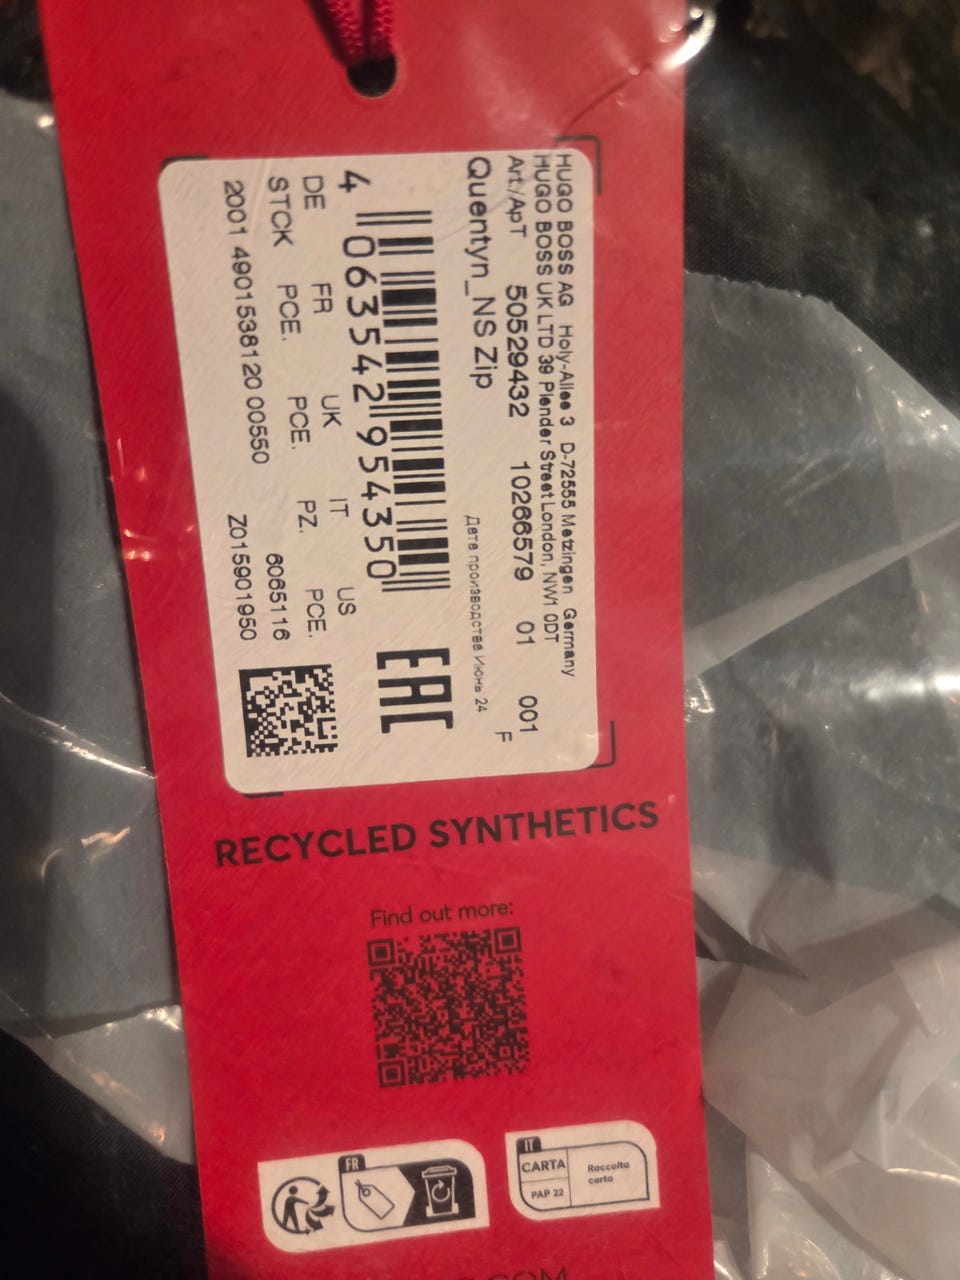 HUGO BOSS AG Holy-Allee 3 D-72555 Metzingen Germany
HUGO BOSS UK LTD 39 Plender Street London, NW1 0DT
Art./АрТ 50529432 10266579 01 001
F
Quentyn_NS Zip
Дата производства Июнь 24
4 063542 954350
EAC
DE FR UK IT US
STCK PCE. PCE. PZ. PCE.
6065116
2001 4901538120 00550 Z015901950
RECYCLED SYNTHETICS
Find out more:
FR
IT
CARTA
PAP 22
Raccolta
carta